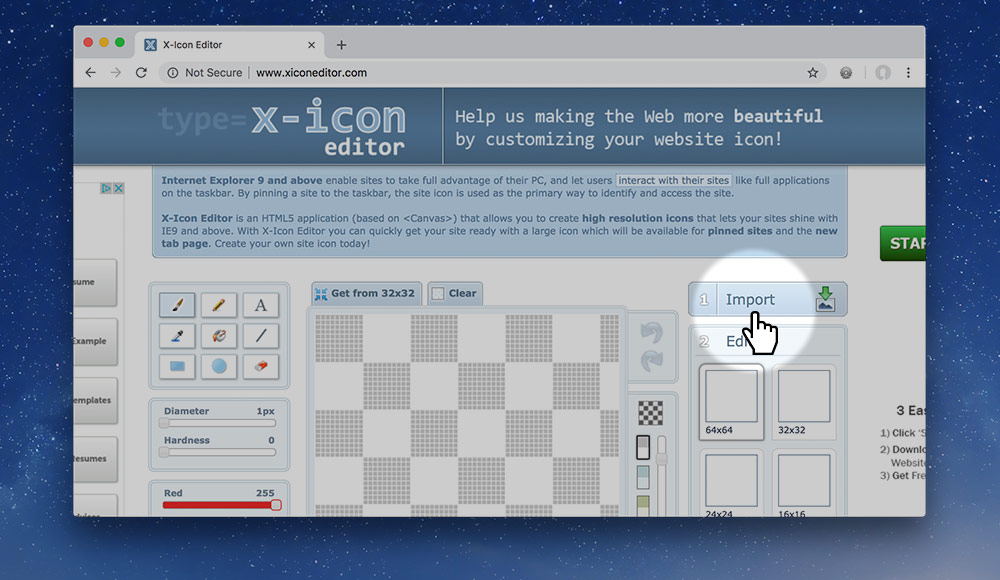 X-Icon Editor
Not Secure
www.xiconeditor.com
type=x-icon
editor
Help us making the Web more beautiful
by customizing your website icon!
Internet Explorer 9 and above enable sites to take full advantage of their PC, and let users interact with their sites like full applications
on the taskbar. By pinning a site to the taskbar, the site icon is used as the primary way to identify and access the site.
X-Icon Editor is an HTML5 application (based on <Canvas>) that allows you to create high resolution icons that lets your sites shine with
IE9 and above. With X-Icon Editor you can quickly get your site ready with a large icon which will be available for pinned sites and the new
tab page. Create your own site icon today!
STAR
sume
Example
emplates
esumes
A
Diameter 1px
Hardness 0
Red 255
Get from 32x32
Clear
1 Import
2 Edi
64x64 32x32
24x24 16x16
3 Eas
1) Click 'S
2) Downlo
Website
3) Get Fre